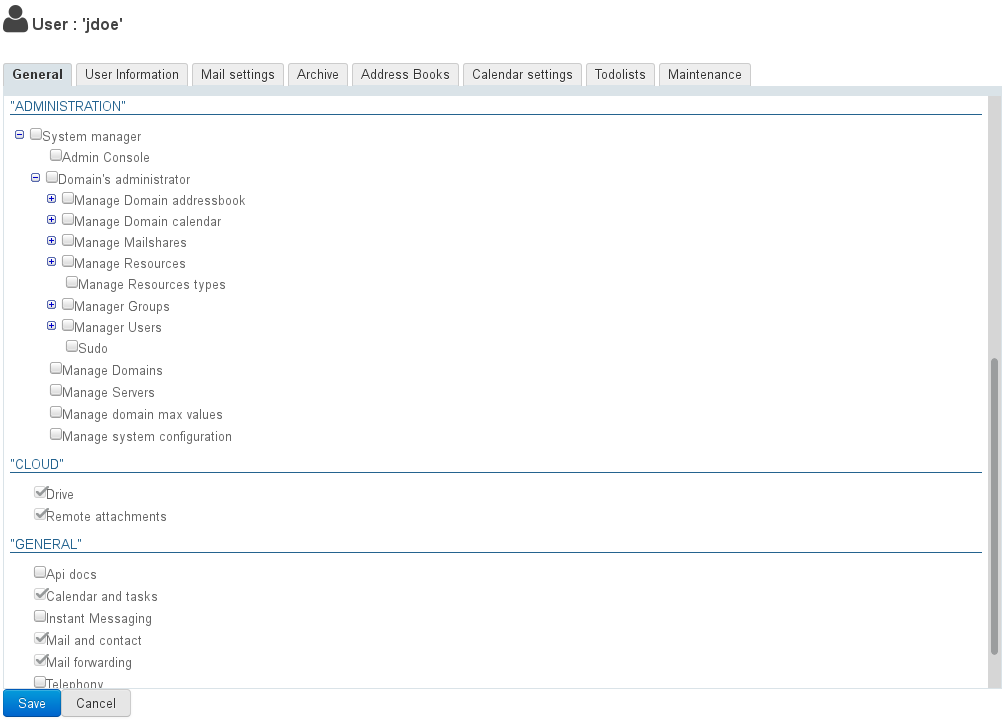 User : 'jdoe'
General User Information Mail settings Archive Address Books Calendar settings Todolists Maintenance
"ADMINISTRATION"
System manager
Admin Console
Domain's administrator
Manage Domain addressbook
Manage Domain calendar
Manage Mailshares
Manage Resources
Manage Resources types
Manager Groups
Manager Users
Sudo
Manage Domains
Manage Servers
Manage domain max values
Manage system configuration
"CLOUD"
Drive
Remote attachments
"GENERAL"
Api docs
Calendar and tasks
Instant Messaging
Mail and contact
Mail forwarding
Telephony
Save Cancel